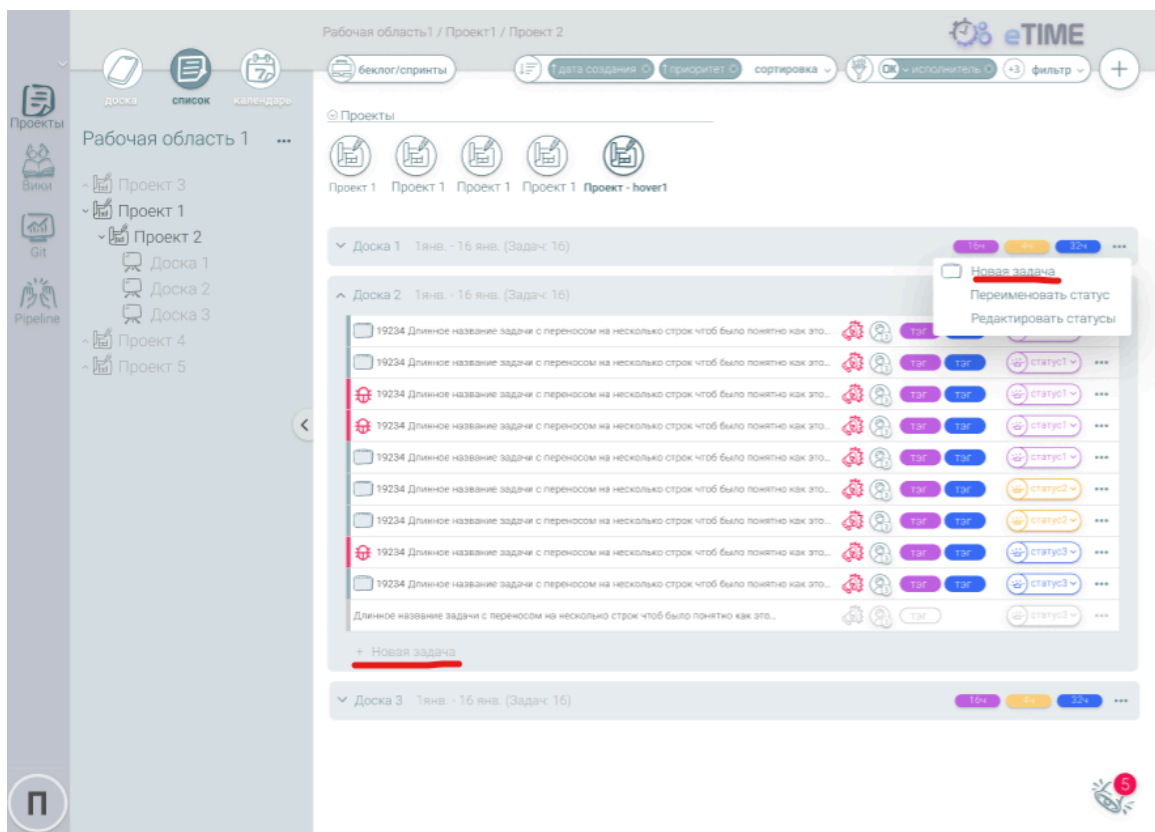 Рабочая область1 / Проект1 / Проект 2
eTIME
доска
список
календарь
7
беклог/спринты
↑дата создания
↑приоритет
сортировка
ОК
исполнитель
+3
фильтр
+
Проекты
Вики
Git
Pipeline
П
Рабочая область 1 ...
Проект 3
Проект 1
Проект 2
Доска 1
Доска 2
Доска 3
Проект 4
Проект 5
Проекты
Проект 1 Проект 1 Проект 1 Проект 1 Проект - hover1
Доска 1 1янв. - 16 янв. (Задач: 16) 16ч 4ч 32ч ...
Новая задача
Переименовать статус
Редактировать статусы
Доска 2 1янв. - 16 янв. (Задач: 16)
19234 Длинное название задачи с переносом на несколько строк чтоб было понятно как это... тэг
19234 Длинное название задачи с переносом на несколько строк чтоб было понятно как это... тэг тэг статус1 ...
19234 Длинное название задачи с переносом на несколько строк чтоб было понятно как это... тэг тэг статус1 ...
19234 Длинное название задачи с переносом на несколько строк чтоб было понятно как это... тэг тэг статус1 ...
19234 Длинное название задачи с переносом на несколько строк чтоб было понятно как это... тэг тэг статус1 ...
19234 Длинное название задачи с переносом на несколько строк чтоб было понятно как это... тэг тэг статус2 ...
19234 Длинное название задачи с переносом на несколько строк чтоб было понятно как это... тэг тэг статус2 ...
19234 Длинное название задачи с переносом на несколько строк чтоб было понятно как это... тэг тэг статус3 ...
19234 Длинное название задачи с переносом на несколько строк чтоб было понятно как это... тэг тэг статус3 ...
Длинное название задачи с переносом на несколько строк чтоб было понятно как это... тэг ...
+ Новая задача
Доска 3 1янв. - 16 янв. (Задач: 16) 16ч 4ч 32ч ...
5